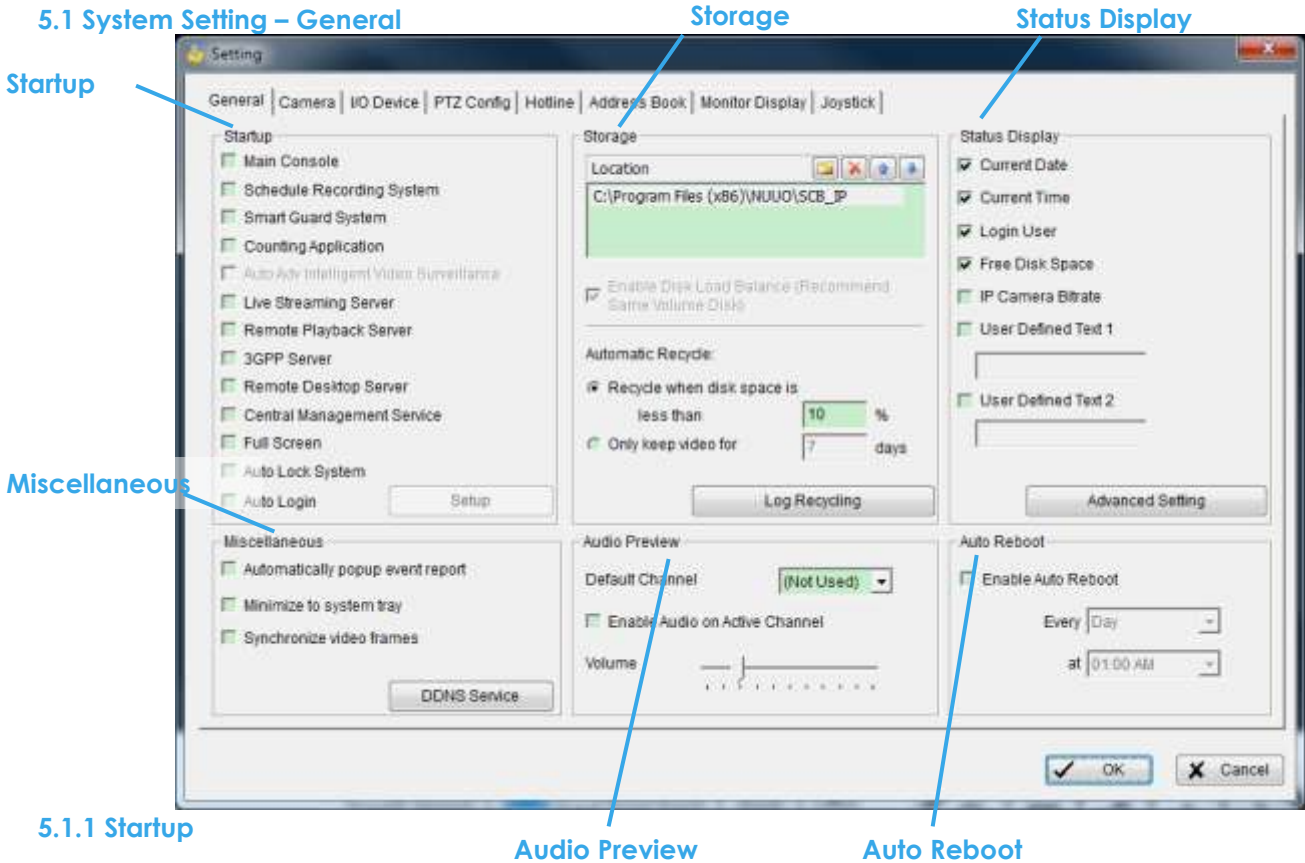 5.1 System Setting – General
Storage
Status Display
Startup
Miscellaneous
Setting
General
Camera
I/O Device
PTZ Config
Hotline
Address Book
Monitor Display
Joystick
Startup
Main Console
Schedule Recording System
Smart Guard System
Counting Application
Auto Adv Intelligent Video Surveillance
Live Streaming Server
Remote Playback Server
3GPP Server
Remote Desktop Server
Central Management Service
Full Screen
Auto Lock System
Auto Login
Setup
Storage
Location
C:\Program Files (x86)\NUUO\SCB_IP
Enable Disk Load Balance (Recommend
Same Volume Disk)
Automatic Recycle:
Recycle when disk space is
less than 10 %
Only keep video for 7 days
Log Recycling
Status Display
Current Date
Current Time
Login User
Free Disk Space
IP Camera Bitrate
User Defined Text 1
User Defined Text 2
Advanced Setting
Miscellaneous
Automatically popup event report
Minimize to system tray
Synchronize video frames
DDNS Service
Audio Preview
Default Channel (Not Used)
Enable Audio on Active Channel
Volume
Auto Reboot
Enable Auto Reboot
Every Day
at 01:00 AM
OK
Cancel
5.1.1 Startup
Audio Preview
Auto Reboot